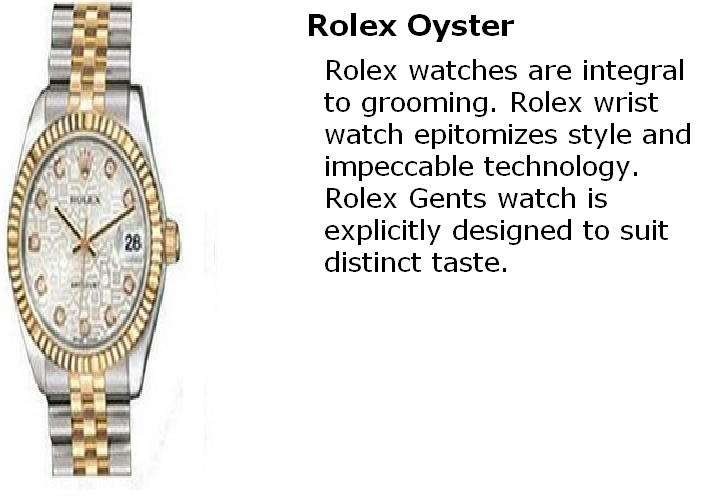 Rolex Oyster
Rolex watches are integral
to grooming. Rolex wrist
watch epitomizes style and
impeccable technology.
Rolex Gents watch is
explicitly designed to suit
distinct taste.
ROLEX
28